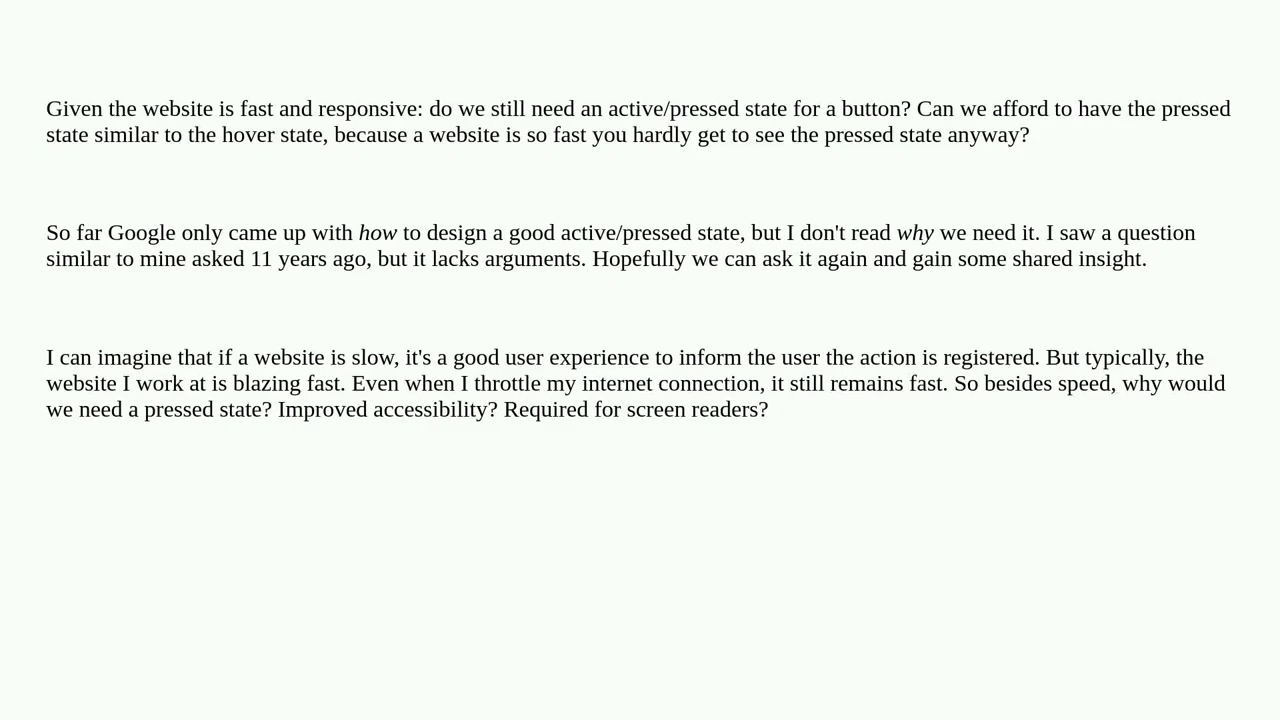 Given the website is fast and responsive: do we still need an active/pressed state for a button? Can we afford to have the pressed
state similar to the hover state, because a website is so fast you hardly get to see the pressed state anyway?
So far Google only came up with how to design a good active/pressed state, but I don't read why we need it. I saw a question
similar to mine asked 11 years ago, but it lacks arguments. Hopefully we can ask it again and gain some shared insight.
I can imagine that if a website is slow, it's a good user experience to inform the user the action is registered. But typically, the
website I work at is blazing fast. Even when I throttle my internet connection, it still remains fast. So besides speed, why would
we need a pressed state? Improved accessibility? Required for screen readers?